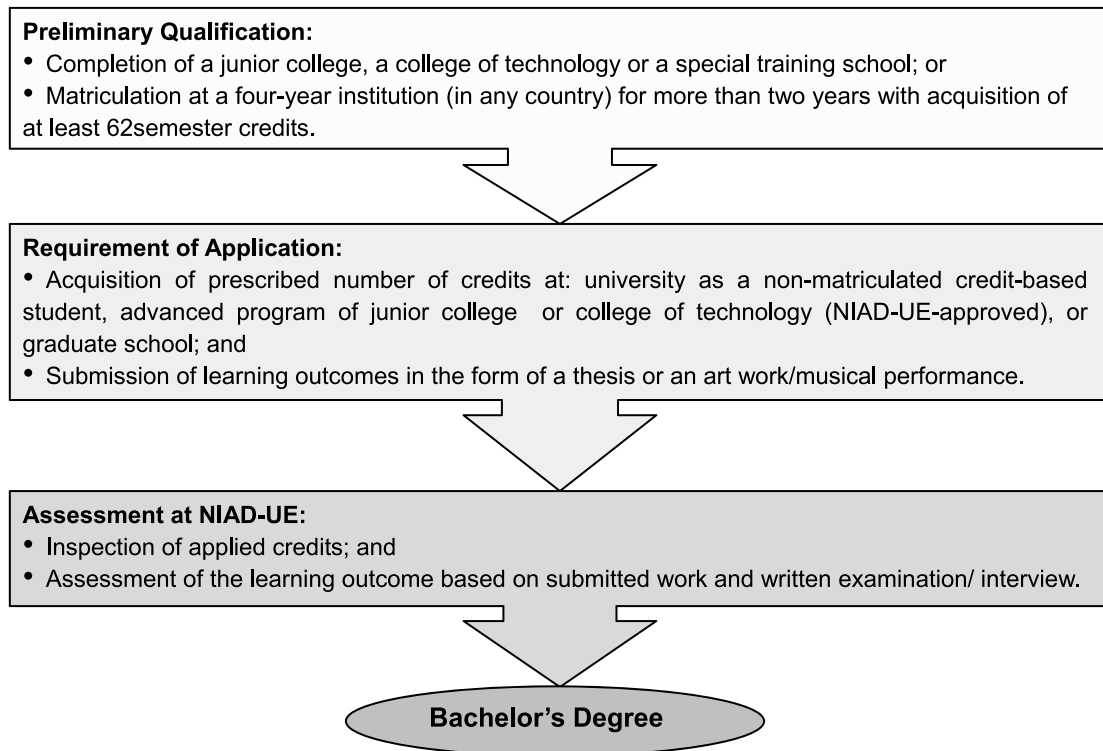 Preliminary Qualification:
• Completion of a junior college, a college of technology or a special training school; or
• Matriculation at a four-year institution (in any country) for more than two years with acquisition of
at least 62semester credits.
Requirement of Application:
• Acquisition of prescribed number of credits at: university as a non-matriculated credit-based
student, advanced program of junior college or college of technology (NIAD-UE-approved), or
graduate school; and
• Submission of learning outcomes in the form of a thesis or an art work/musical performance.
Assessment at NIAD-UE:
• Inspection of applied credits; and
• Assessment of the learning outcome based on submitted work and written examination/ interview.
Bachelor’s Degree